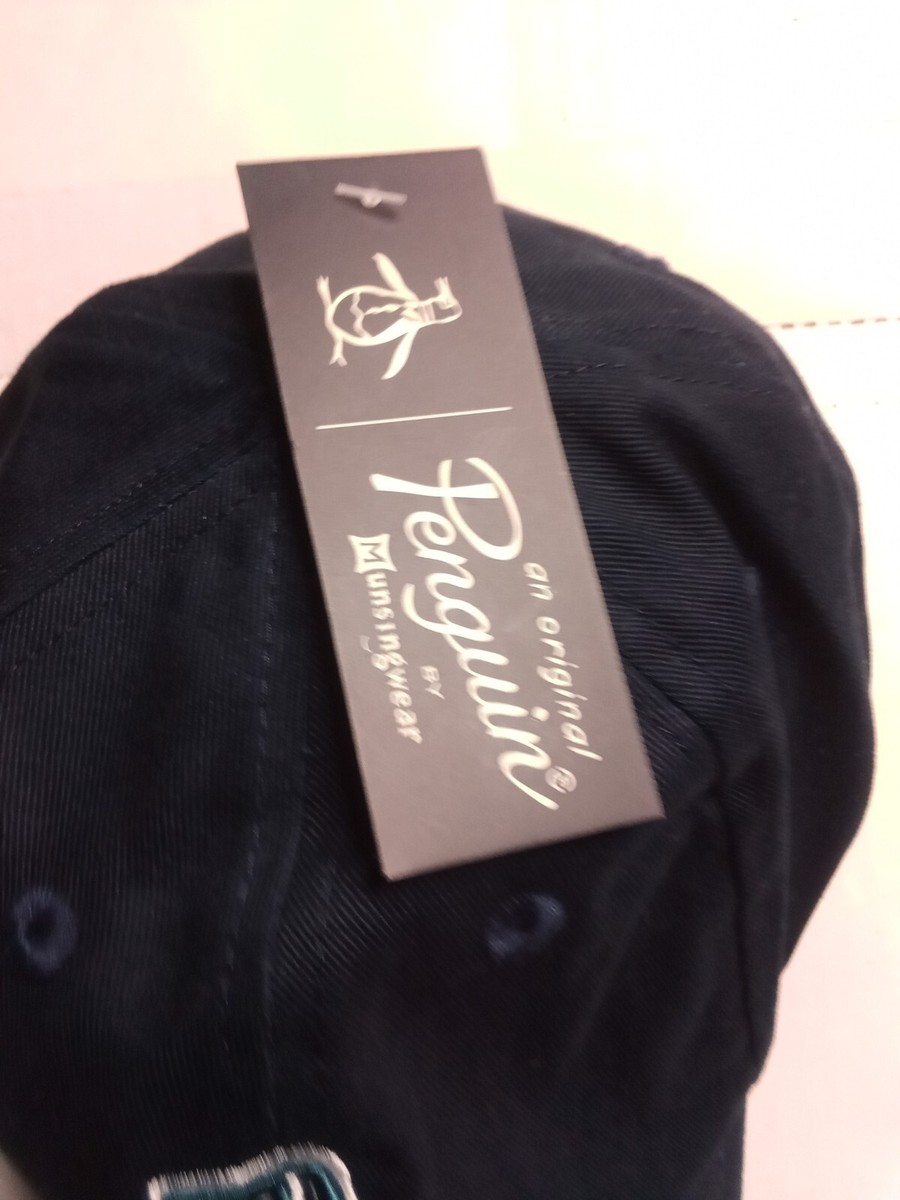 an original
Penguin®
BY
Munsingwear